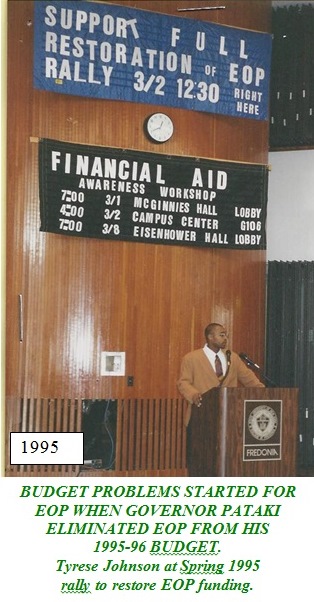 SUPPORT FULL
RESTORATION OF EOP
RALLY 3/2 12:30 RIGHT
HERE
FINANCIAL AID
AWARENESS WORKSHOP
7:00 3/1 MCGINNIES HALL LOBBY
4:00 3/2 CAMPUS CENTER G106
7:00 3/8 EISENHOWER HALL LOBBY
FREDONIA
1995
BUDGET PROBLEMS STARTED FOR
EOP WHEN GOVERNOR PATAKI
ELIMINATED EOP FROM HIS
1995-96 BUDGET.
Tyrese Johnson at Spring 1995
rally to restore EOP funding.